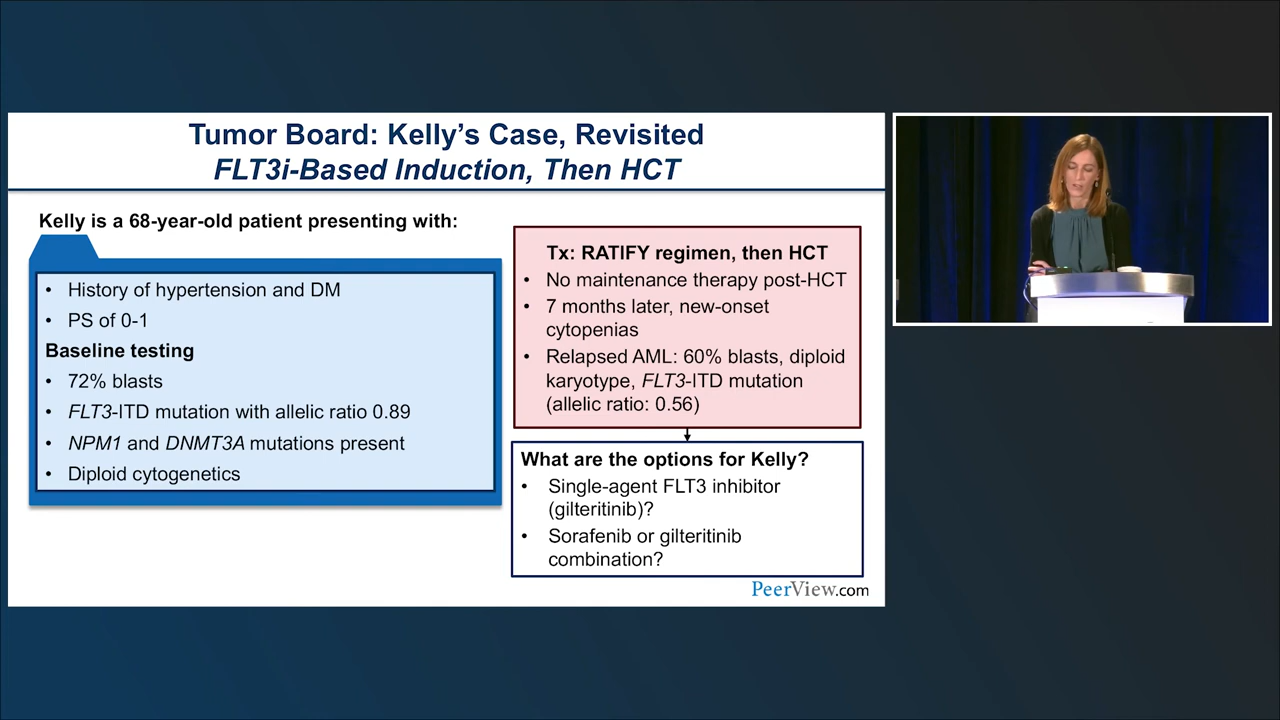 Tumor Board: Kelly's Case, Revisited
FLT3i-Based Induction, Then HCT
Kelly is a 68-year-old patient presenting with:
• History of hypertension and DM
• PS of 0-1
Baseline testing
• 72% blasts
• FLT3-ITD mutation with allelic ratio 0.89
• NPM1 and DNMT3A mutations present
• Diploid cytogenetics
Tx: RATIFY regimen, then HCT
• No maintenance therapy post-HCT
• 7 months later, new-onset
cytopenias
• Relapsed AML: 60% blasts, diploid
karyotype, FLT3-ITD mutation
(allelic ratio: 0.56)
What are the options for Kelly?
• Single-agent FLT3 inhibitor
(gilteritinib)?
• Sorafenib or gilteritinib
combination?
PeerView.com